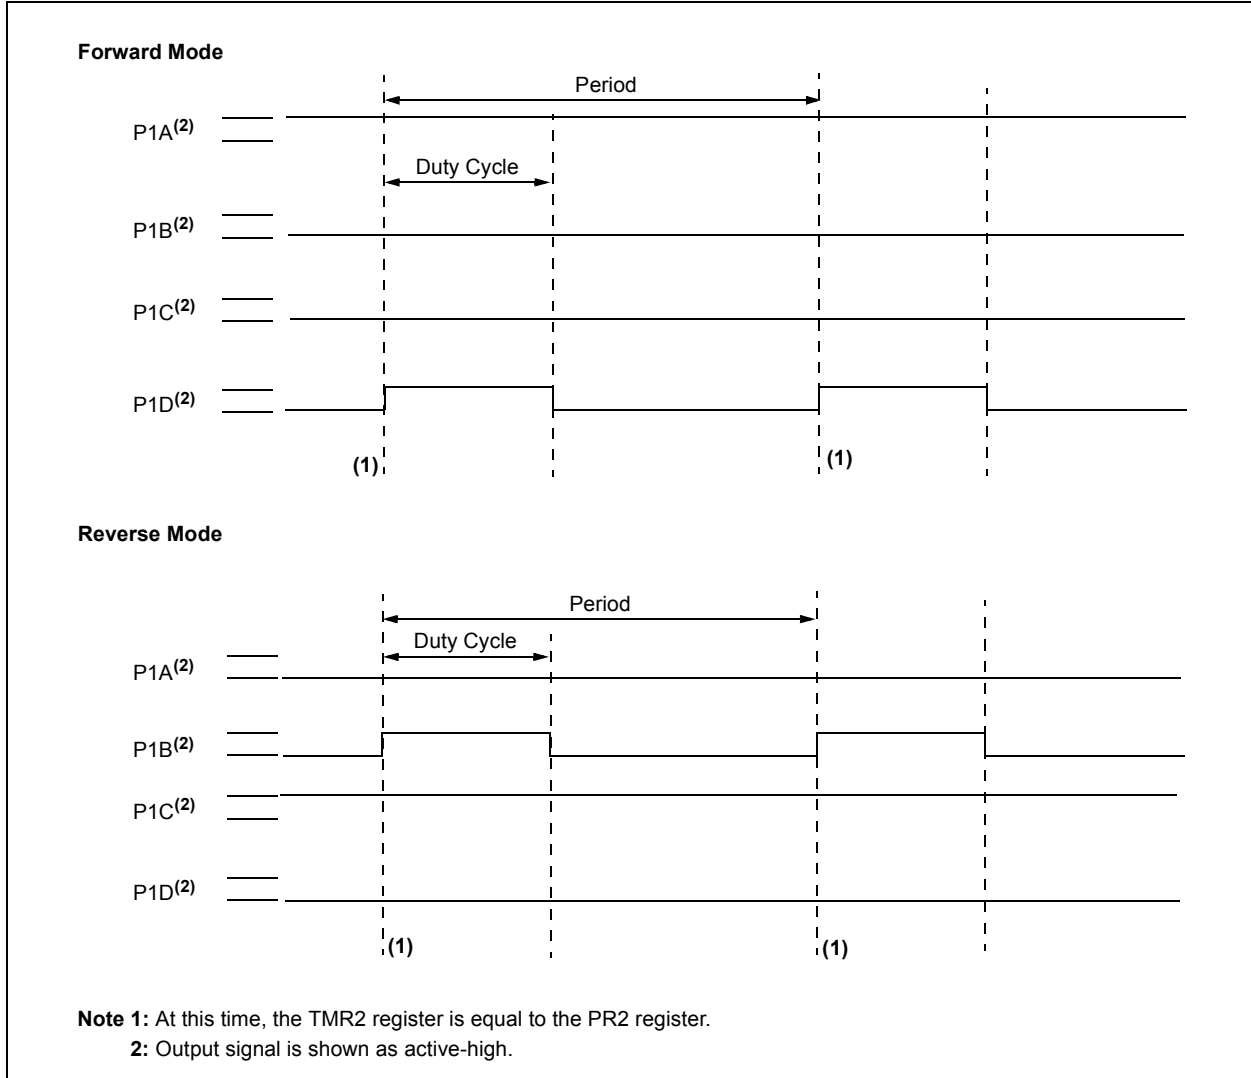 Forward Mode
Period
P1A(2)
Duty Cycle
P1B(2)
P1C(2)
P1D(2)
(1)
(1)
Reverse Mode
Period
Duty Cycle
P1A(2)
P1B(2)
P1C(2)
P1D(2)
(1)
(1)
Note 1: At this time, the TMR2 register is equal to the PR2 register.
2: Output signal is shown as active-high.